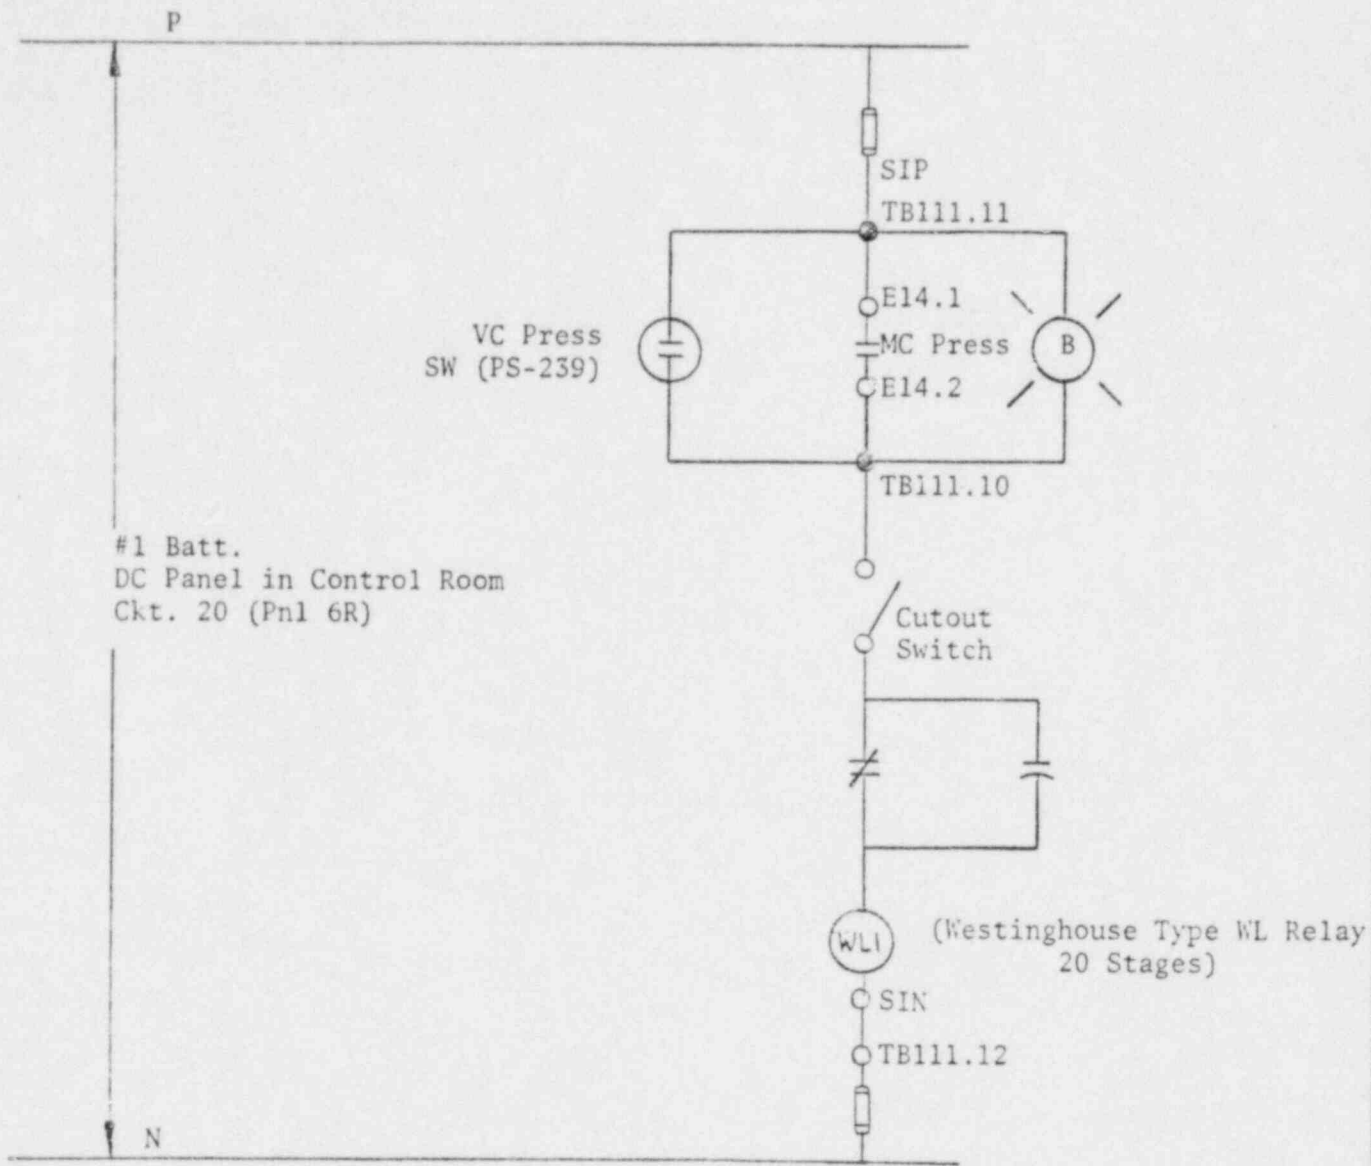 P
SIP
TB111.11
E14.1
VC Press
SW (PS-239)
MC Press
B
E14.2
TB111.10
#1 Batt.
DC Panel in Control Room
Ckt. 20 (Pnl 6R)
Cutout
Switch
WL1
(Westinghouse Type WL Relay
20 Stages)
SIN
TB111.12
N